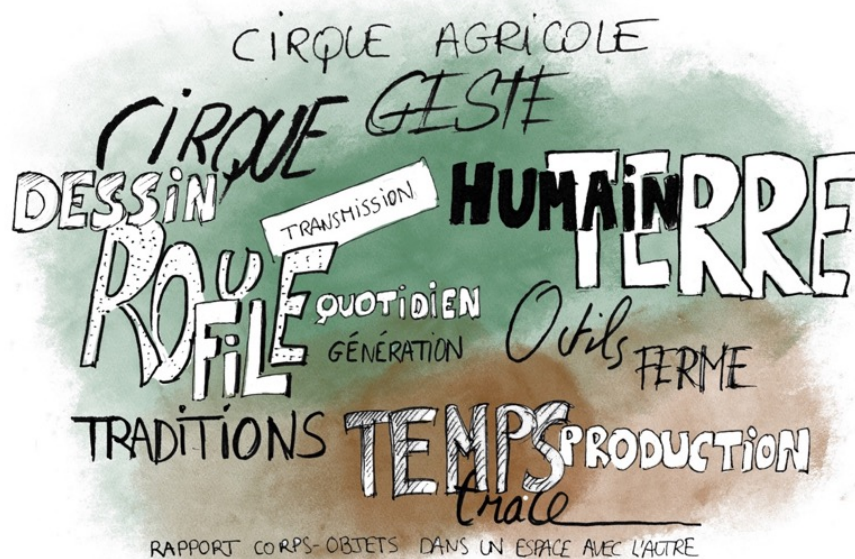 CIRQUE AGRICOLE
CIRQUE
GESTE
DESSIN
TRANSMISSION
HUMAIN
TERRE
ROUE
FILE
QUOTIDIEN
GÉNÉRATION
Outils
FERME
TRADITIONS
TEMPS
PRODUCTION
trace
RAPPORT CORPS-OBJETS DANS UN ESPACE AVEC L'AUTRE